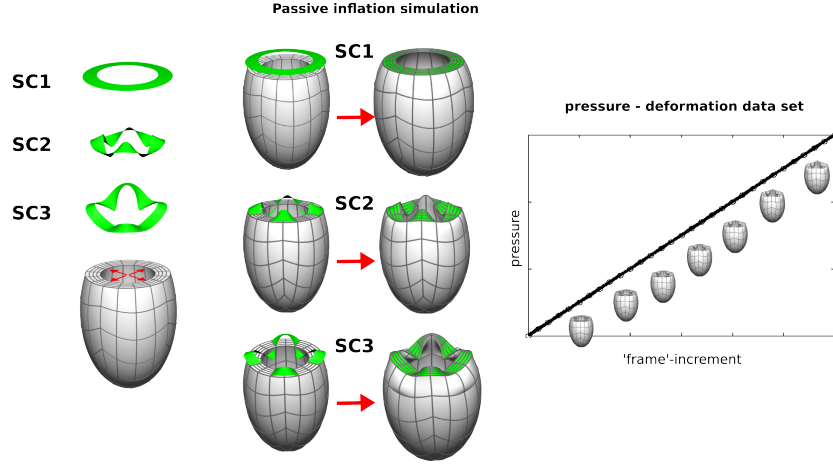 Passive inflation simulation
SC1
SC2
SC3
SC1
SC2
SC3
pressure - deformation data set
pressure
'frame'-increment